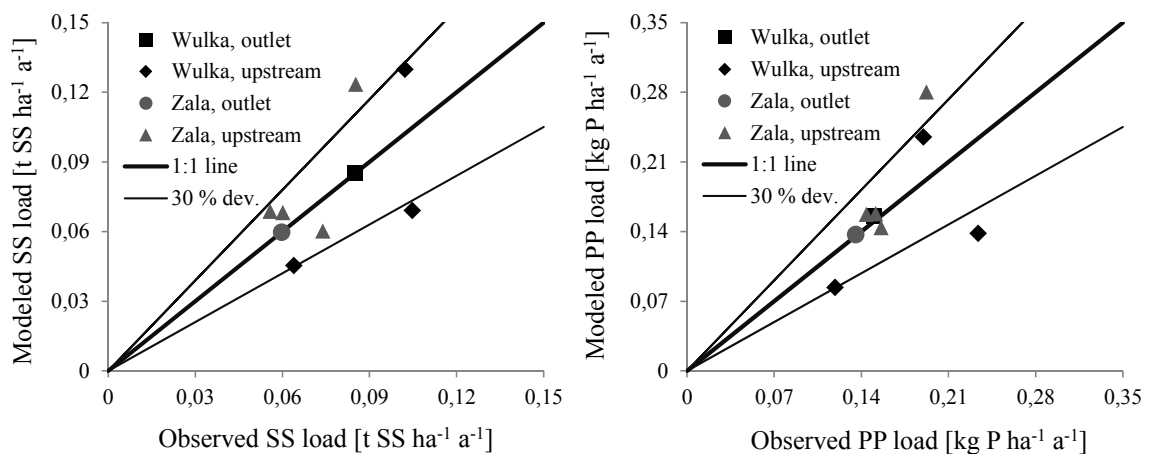 Modeled SS load [t SS ha-1 a-1]
0,15
0,12
0,09
0,06
0,03
0
Wulka, outlet
Wulka, upstream
Zala, outlet
Zala, upstream
1:1 line
30 % dev.
0 0,03 0,06 0,09 0,12 0,15
Observed SS load [t SS ha-1 a-1]
Modeled PP load [kg P ha-1 a-1]
0,35
0,28
0,21
0,14
0,07
0
Wulka, outlet
Wulka, upstream
Zala, outlet
Zala, upstream
1:1 line
30 % dev.
0 0,07 0,14 0,21 0,28 0,35
Observed PP load [kg P ha-1 a-1]